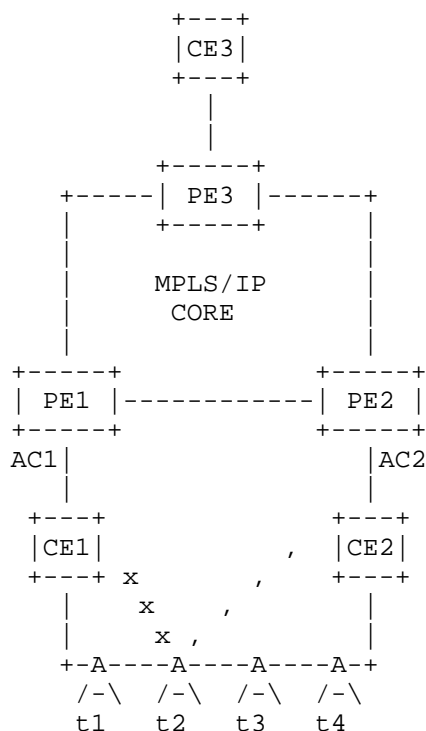 CE3
PE3
MPLS/IP
CORE
PE1 PE2
AC1 AC2
CE1 , CE2
x ,
x ,
x ,
A A A A
t1 t2 t3 t4